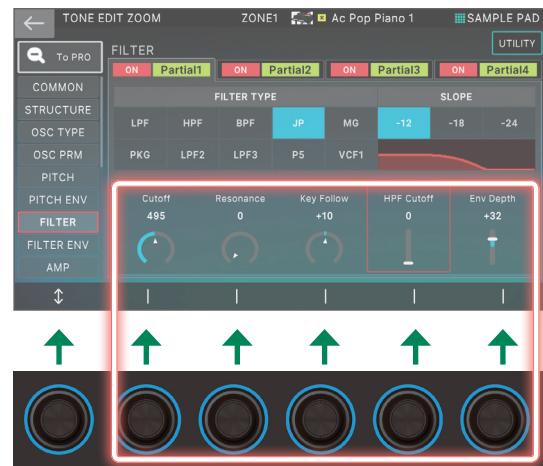 TONE EDIT ZOOM ZONE1 Ac Pop Piano 1 SAMPLE PAD
To PRO
FILTER
UTILITY
ON Partial1 ON Partial2 ON Partial3 ON Partial4
COMMON
STRUCTURE
OSC TYPE
OSC PRM
PITCH
PITCH ENV
FILTER
FILTER ENV
AMP
FILTER TYPE SLOPE
LPF HPF BPF JP MG -12 -18 -24
PKG LPF2 LPF3 P5 VCF1
Cutoff Resonance Key Follow HPF Cutoff Env Depth
495 0 +10 0 +32